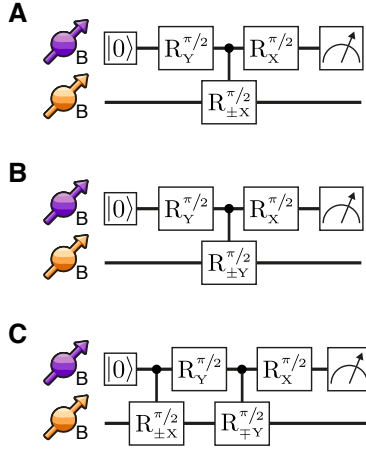 A
B |0⟩ R_Y^{π/2} R_X^{π/2}
B R_{±X}^{π/2}
B
B |0⟩ R_Y^{π/2} R_X^{π/2}
B R_{±Y}^{π/2}
C
B |0⟩ R_Y^{π/2} R_X^{π/2}
B R_{±X}^{π/2} R_{∓Y}^{π/2}